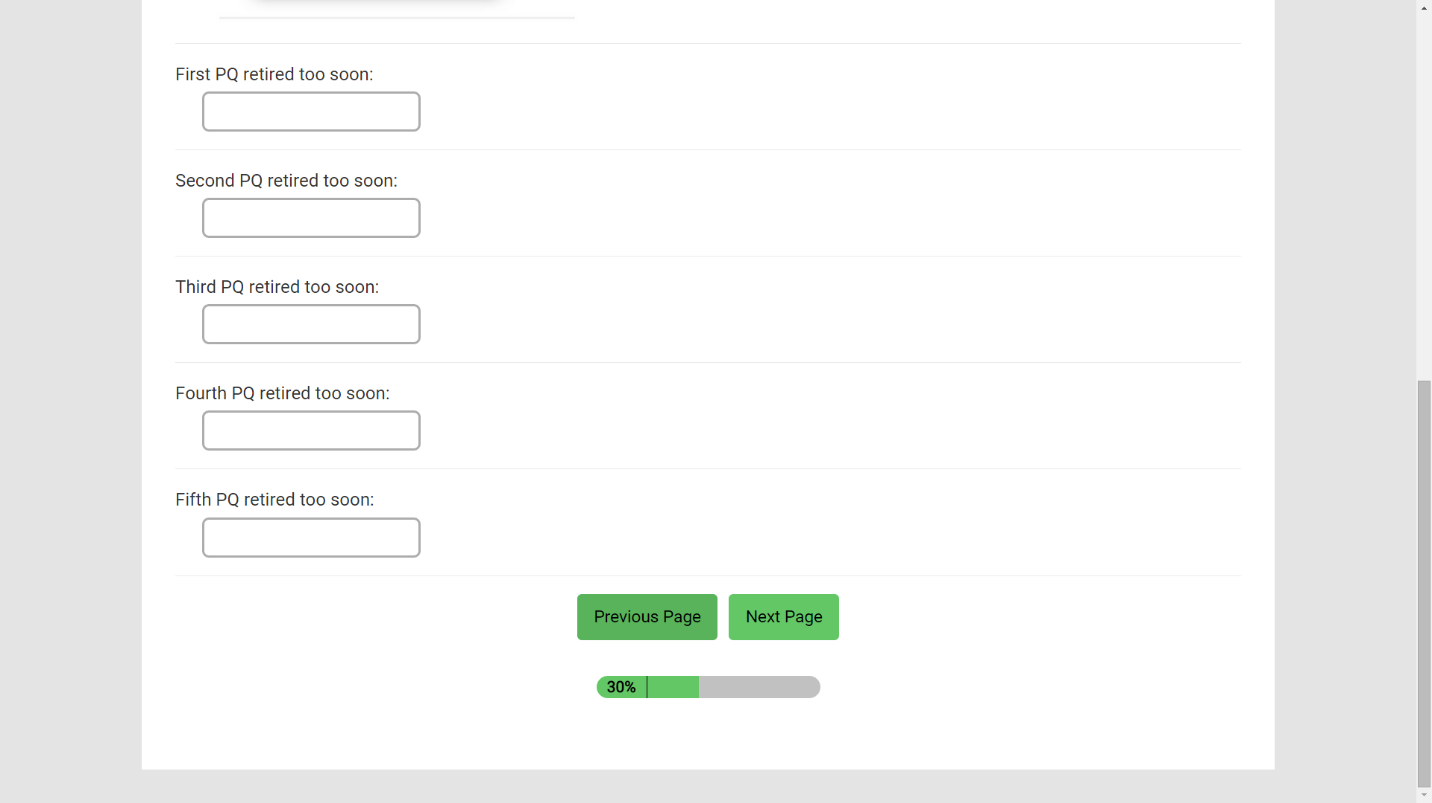 First PQ retired too soon:
Second PQ retired too soon:
Third PQ retired too soon:
Fourth PQ retired too soon:
Fifth PQ retired too soon:
Previous Page
Next Page
30%